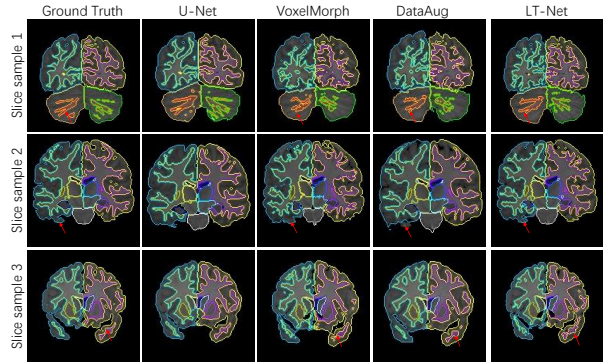 Ground Truth U-Net VoxelMorph DataAug LT-Net
Slice sample 1
Slice sample 2
Slice sample 3